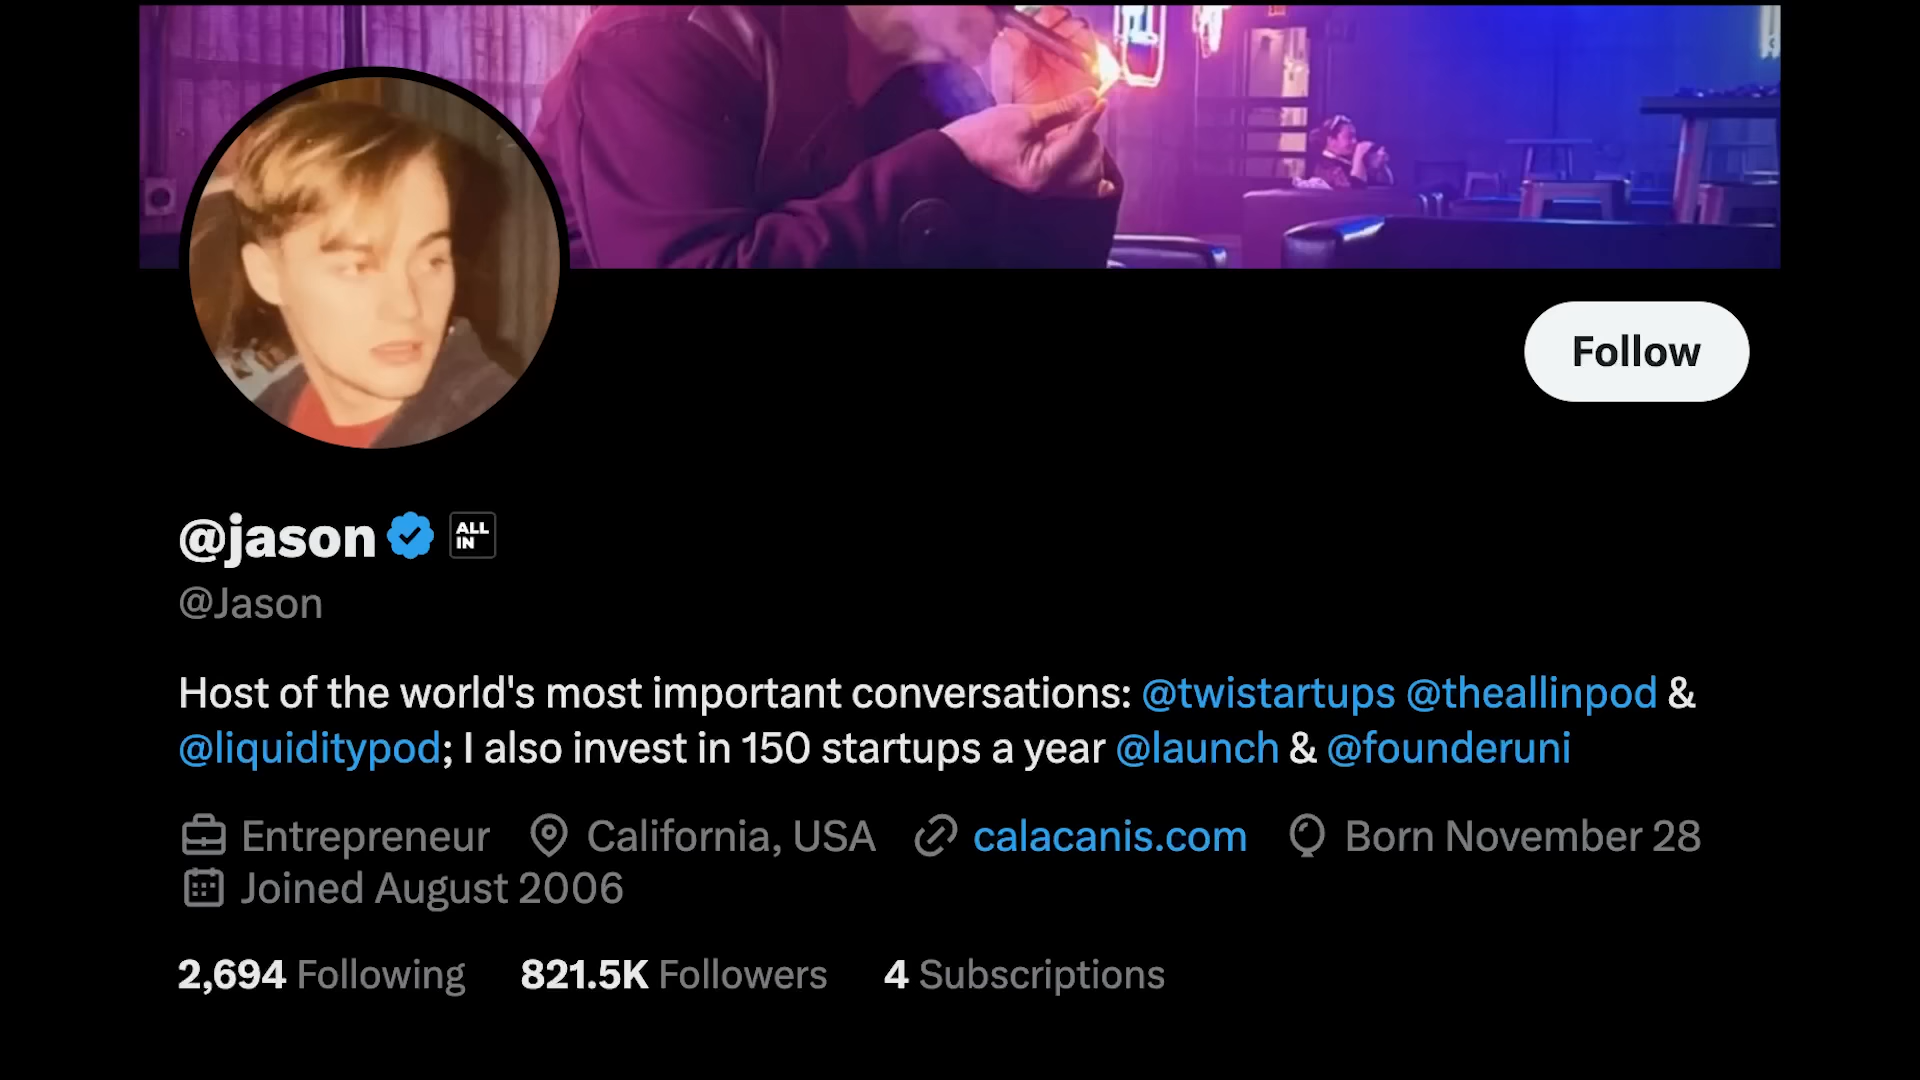 Follow
@jason
ALL
IN
@Jason
Host of the world's most important conversations: @twistartups @theallinpod &
@liquiditypod; I also invest in 150 startups a year @launch & @founderuni
Entrepreneur California, USA calacanis.com Born November 28
Joined August 2006
2,694 Following 821.5K Followers 4 Subscriptions